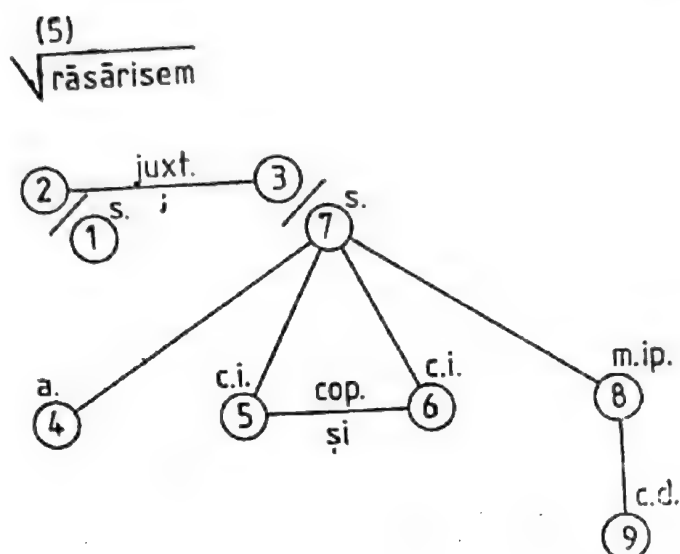 (5)
răsărisem
2 juxt. 3
; 1 s. 7 s.
a. c.i. c.i. m.ip.
4 5 cop. 6 8
și
c.d.
9